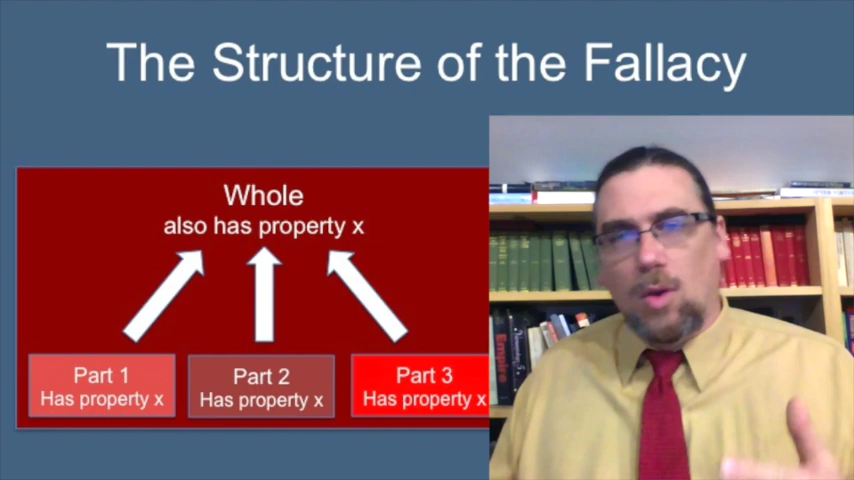 The Structure of the Fallacy
Whole
also has property x
Part 1
Has property x
Part 2
Has property x
Part 3
Has property x
Empire